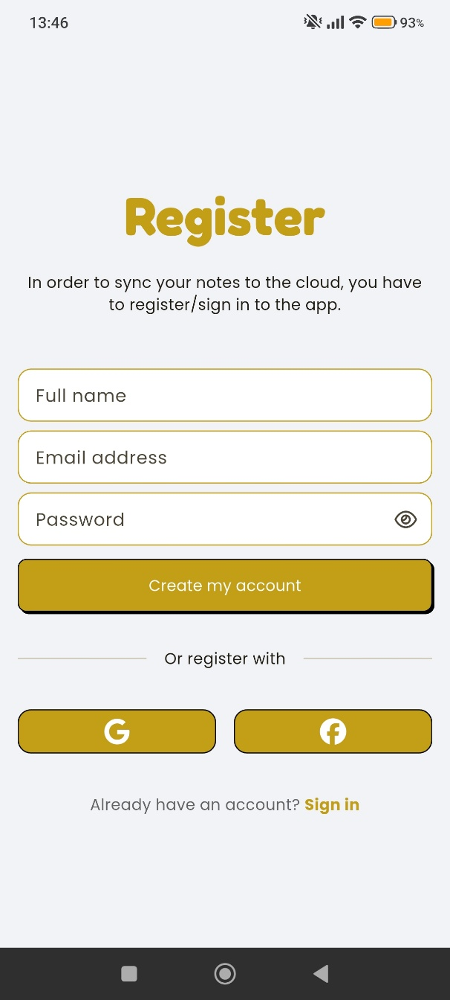 13:46
93%
Register
In order to sync your notes to the cloud, you have
to register/sign in to the app.
Full name
Email address
Password
Create my account
Or register with
Already have an account? Sign in